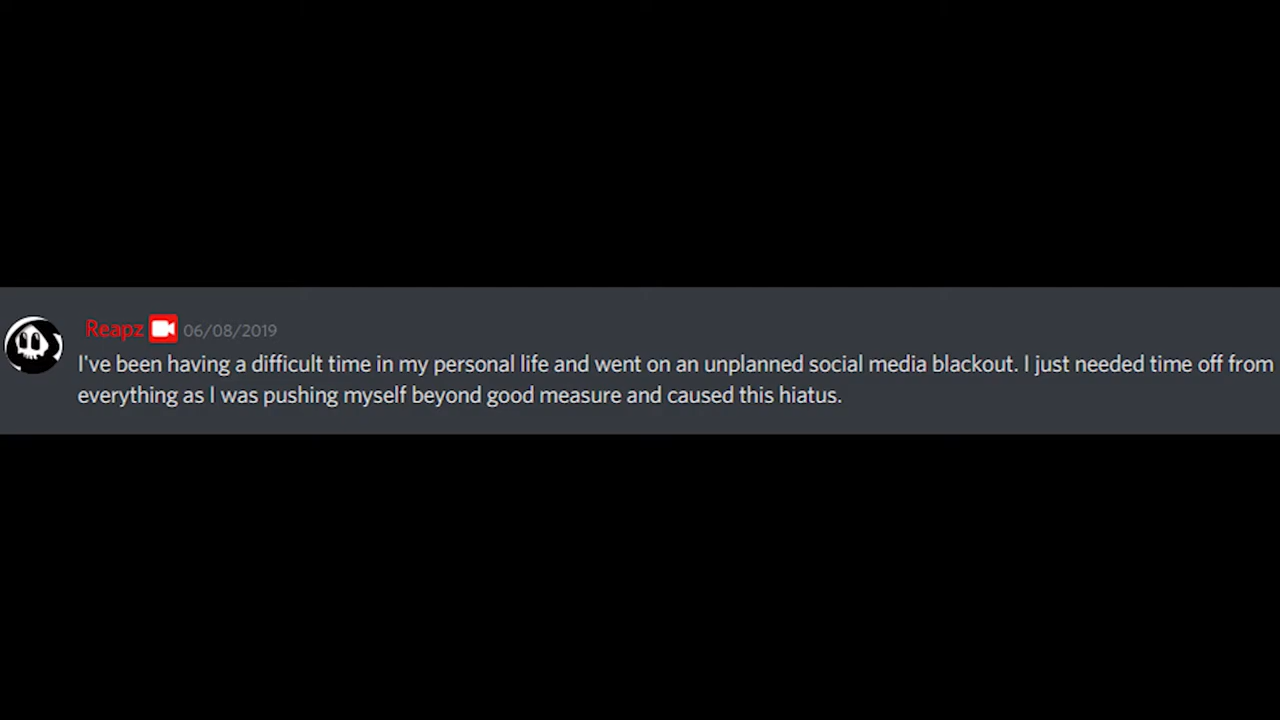 Reapz 06/08/2019
I've been having a difficult time in my personal life and went on an unplanned social media blackout. I just needed time off from
everything as I was pushing myself beyond good measure and caused this hiatus.